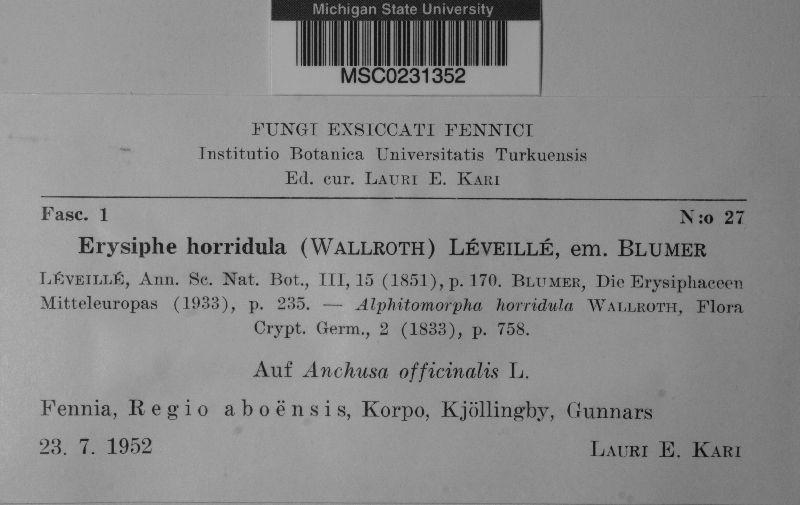 Michigan State University
MSC0231352
FUNGI EXSICCATI FENNICI
Institutio Botanica Universitatis Turkuensis
Ed. cur. LAURI E. KARI
Fasc. 1 N:o 27
Erysiphe horridula (WALLROTH) LÉVEILLÉ, em. BLUMER
LÉVEILLÉ, Ann. Sc. Nat. Bot., III, 15 (1851), p. 170. BLUMER, Die Erysiphaceen
Mitteleuropas (1933), p. 235. — Alphitomorpha horridula WALLROTH, Flora
Crypt. Germ., 2 (1833), p. 758.
Auf Anchusa officinalis L.
Fennia, Regio aboënsis, Korpo, Kjöllingby, Gunnars
23. 7. 1952 LAURI E. KARI